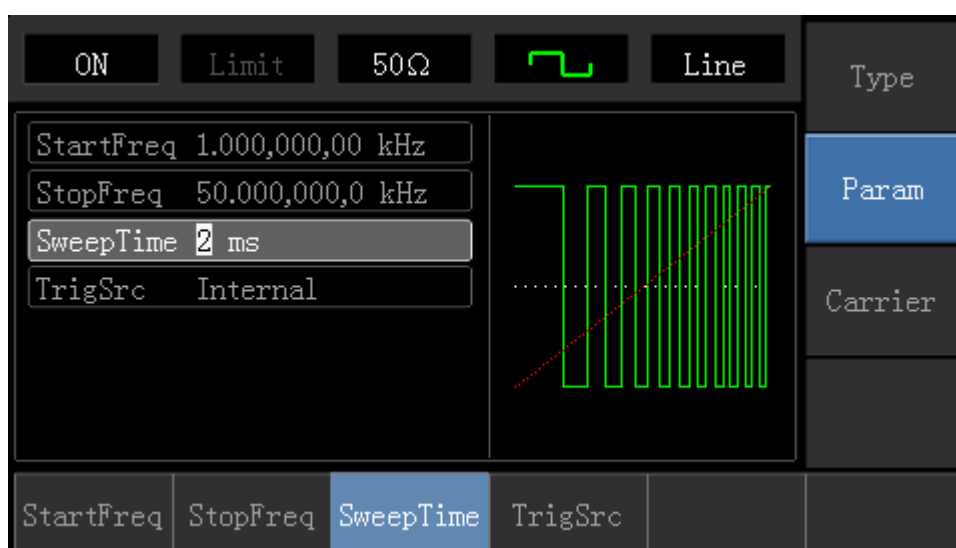 ON Limit 50Ω Line
Type
StartFreq 1.000,000,00 kHz
StopFreq 50.000,000,0 kHz
Param
SweepTime 2 ms
TrigSrc Internal
Carrier
StartFreq StopFreq SweepTime TrigSrc